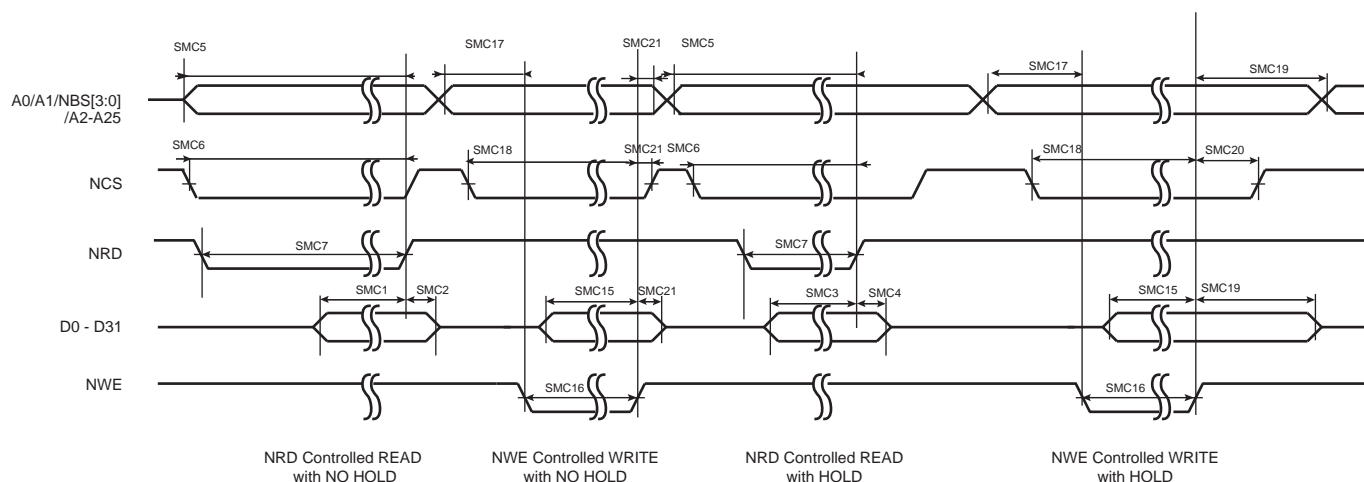 SMC5 SMC17 SMC21 SMC5 SMC17 SMC19
A0/A1/NBS[3:0]
/A2-A25
SMC6 SMC18 SMC21 SMC6 SMC18 SMC20
NCS
NRD SMC7 SMC7
SMC1 SMC2 SMC15 SMC21 SMC3 SMC4 SMC15 SMC19
D0 - D31
NWE SMC16 SMC16
NRD Controlled READ
with NO HOLD
NWE Controlled WRITE
with NO HOLD
NRD Controlled READ
with HOLD
NWE Controlled WRITE
with HOLD